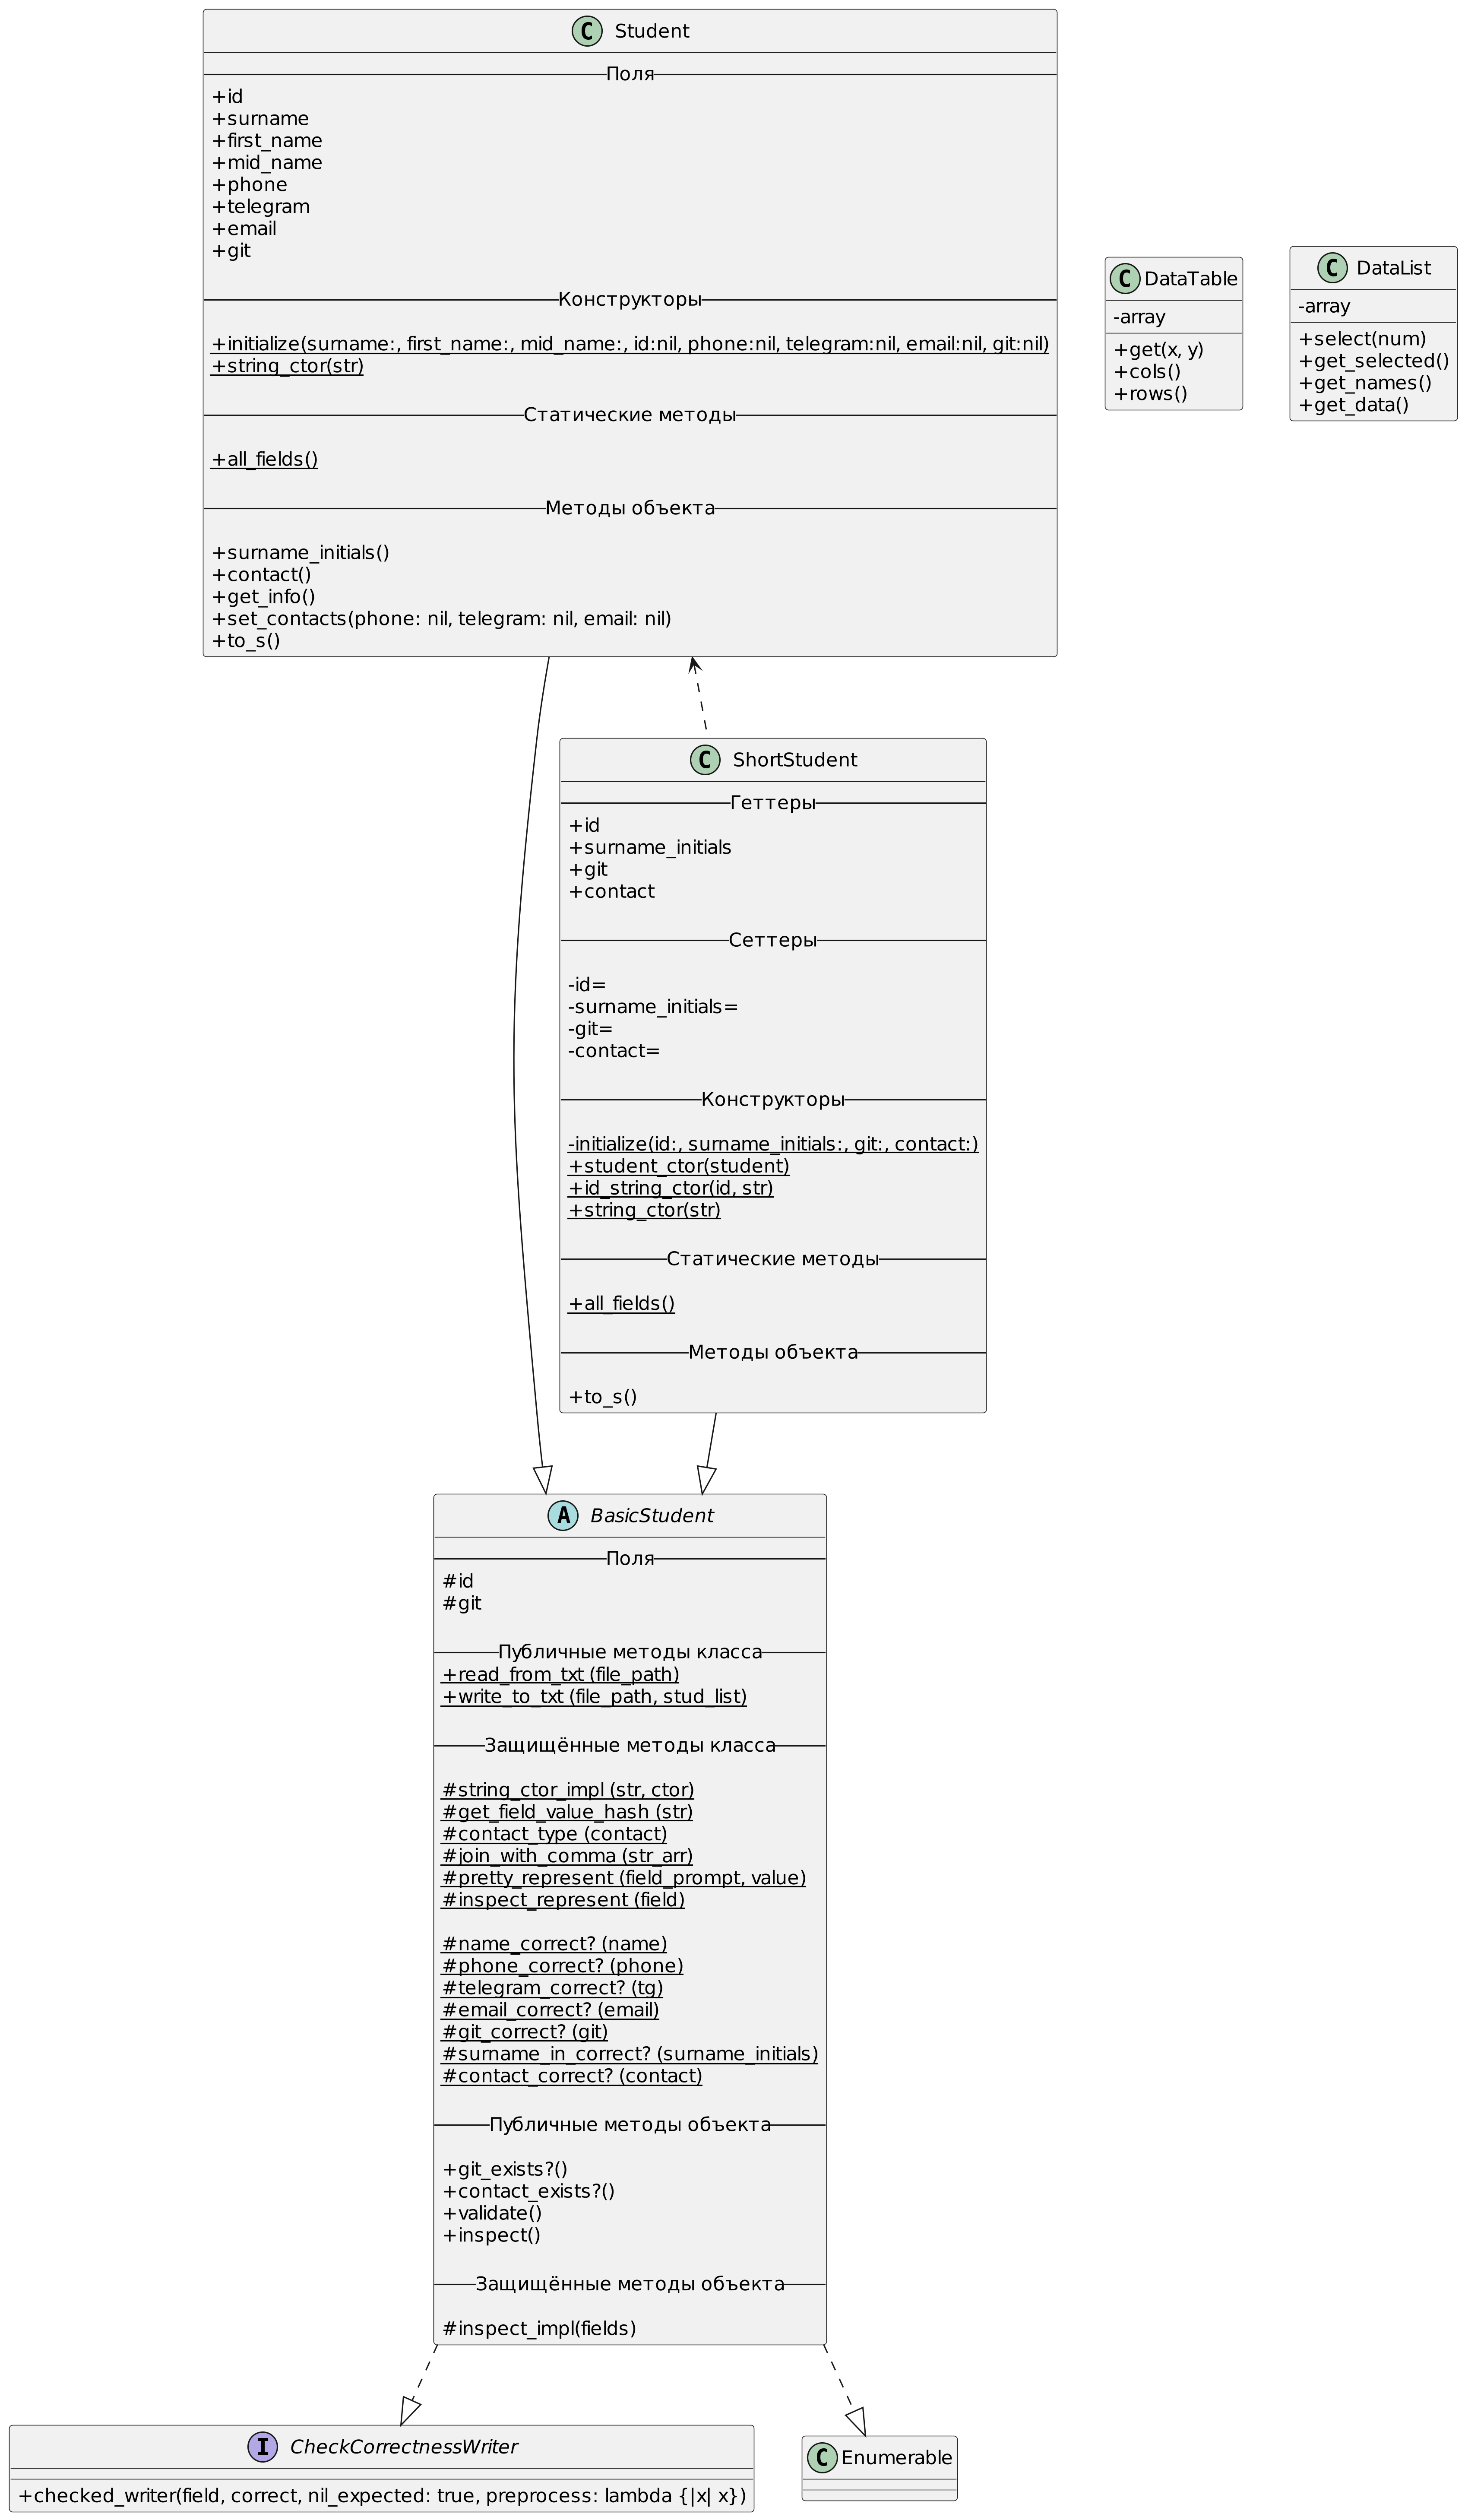 C Student
Поля
+id
+surname
+first_name
+mid_name
+phone
+telegram
+email
+git
Конструкторы
+initialize(surname:, first_name:, mid_name:, id:nil, phone:nil, telegram:nil, email:nil, git:nil)
+string_ctor(str)
Статические методы
+all_fields()
Методы объекта
+surname_initials()
+contact()
+get_info()
+set_contacts(phone: nil, telegram: nil, email: nil)
+to_s()
C DataTable
-array
+get(x, y)
+cols()
+rows()
C DataList
-array
+select(num)
+get_selected()
+get_names()
+get_data()
C ShortStudent
Геттеры
+id
+surname_initials
+git
+contact
Сеттеры
-id=
-surname_initials=
-git=
-contact=
Конструкторы
-initialize(id:, surname_initials:, git:, contact:)
+student_ctor(student)
+id_string_ctor(id, str)
+string_ctor(str)
Статические методы
+all_fields()
Методы объекта
+to_s()
A BasicStudent
Поля
#id
#git
Публичные методы класса
+read_from_txt (file_path)
+write_to_txt (file_path, stud_list)
Защищённые методы класса
#string_ctor_impl (str, ctor)
#get_field_value_hash (str)
#contact_type (contact)
#join_with_comma (str_arr)
#pretty_represent (field_prompt, value)
#inspect_represent (field)
#name_correct? (name)
#phone_correct? (phone)
#telegram_correct? (tg)
#email_correct? (email)
#git_correct? (git)
#surname_in_correct? (surname_initials)
#contact_correct? (contact)
Публичные методы объекта
+git_exists?()
+contact_exists?()
+validate()
+inspect()
Защищённые методы объекта
#inspect_impl(fields)
I CheckCorrectnessWriter
+checked_writer(field, correct, nil_expected: true, preprocess: lambda {|x| x})
C Enumerable